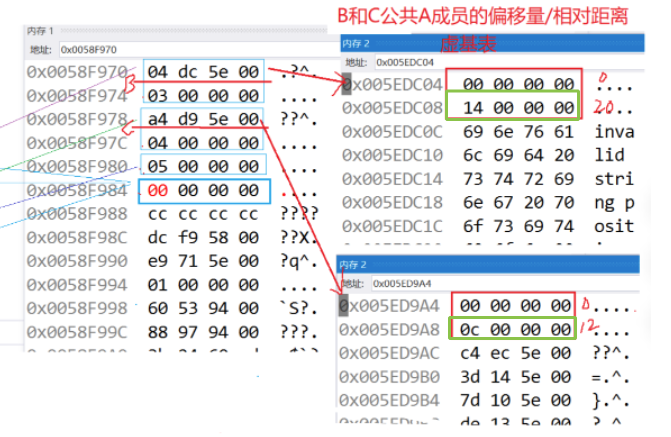 B和C公共A成员的偏移量/相对距离
虚基表
内存 1
地址: 0x0058F970
0x0058F970 04 dc 5e 00 .?^.
0x0058F974 03 00 00 00 ....
0x0058F978 a4 d9 5e 00 ??^.
0x0058F97C 04 00 00 00 ....
0x0058F980 05 00 00 00 ....
0x0058F984 00 00 00 00 ....
0x0058F988 cc cc cc cc ????
0x0058F98C dc f9 58 00 ??X.
0x0058F990 e9 71 5e 00 ?q^.
0x0058F994 01 00 00 00 ....
0x0058F998 60 53 94 00 `S?.
0x0058F99C 88 97 94 00 ???.
内存 2
地址: 0x005EDC04
0x005EDC04 00 00 00 00 0
0x005EDC08 14 00 00 00 20
0x005EDC0C 69 6e 76 61 inva
0x005EDC10 6c 69 64 20 lid
0x005EDC14 73 74 72 69 stri
0x005EDC18 6e 67 20 70 ng p
0x005EDC1C 6f 73 69 74 osit
内存 2
地址: 0x005ED9A4
0x005ED9A4 00 00 00 00 0....
0x005ED9A8 0c 00 00 00 12 ....
0x005ED9AC c4 ec 5e 00 ??^.
0x005ED9B0 3d 14 5e 00 =.^.
0x005ED9B4 7d 10 5e 00 }.^.